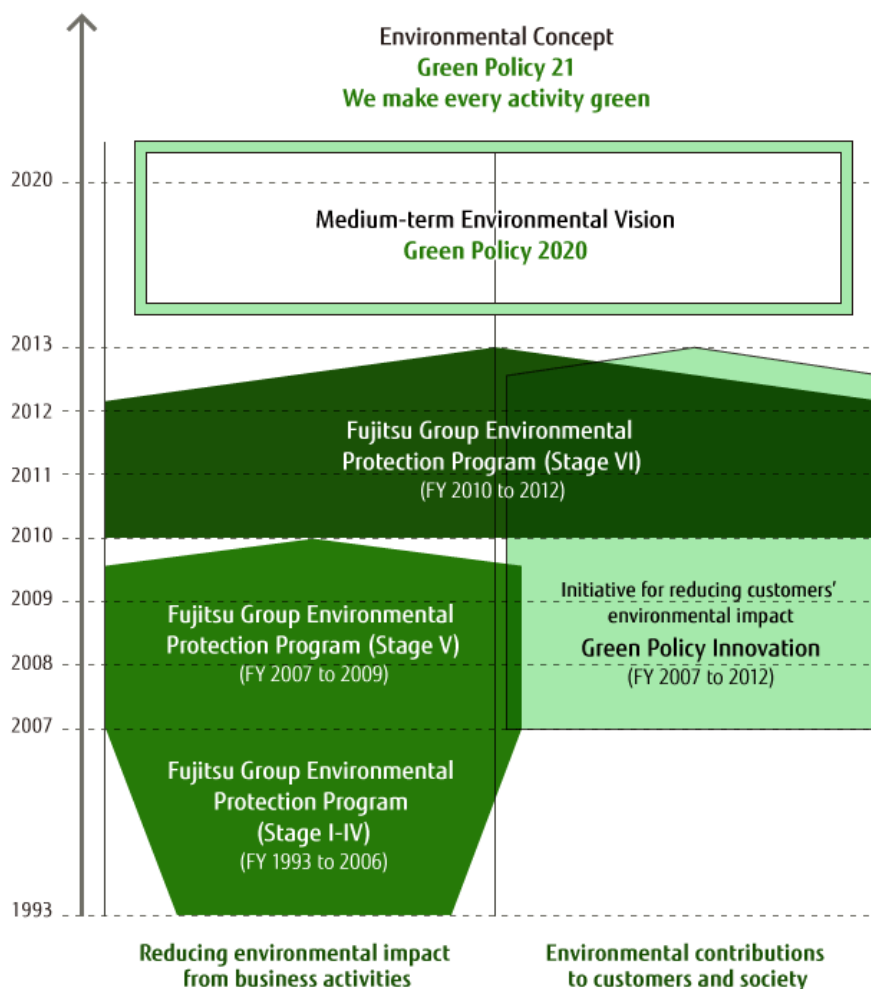 Environmental Concept
Green Policy 21
We make every activity green
2020
Medium-term Environmental Vision
Green Policy 2020
2013
2012
Fujitsu Group Environmental
Protection Program (Stage VI)
(FY 2010 to 2012)
2011
2010
Initiative for reducing customers'
environmental impact
Green Policy Innovation
(FY 2007 to 2012)
2009
Fujitsu Group Environmental
Protection Program (Stage V)
(FY 2007 to 2009)
2008
2007
Fujitsu Group Environmental
Protection Program
(Stage I-IV)
(FY 1993 to 2006)
1993
Reducing environmental impact
from business activities
Environmental contributions
to customers and society